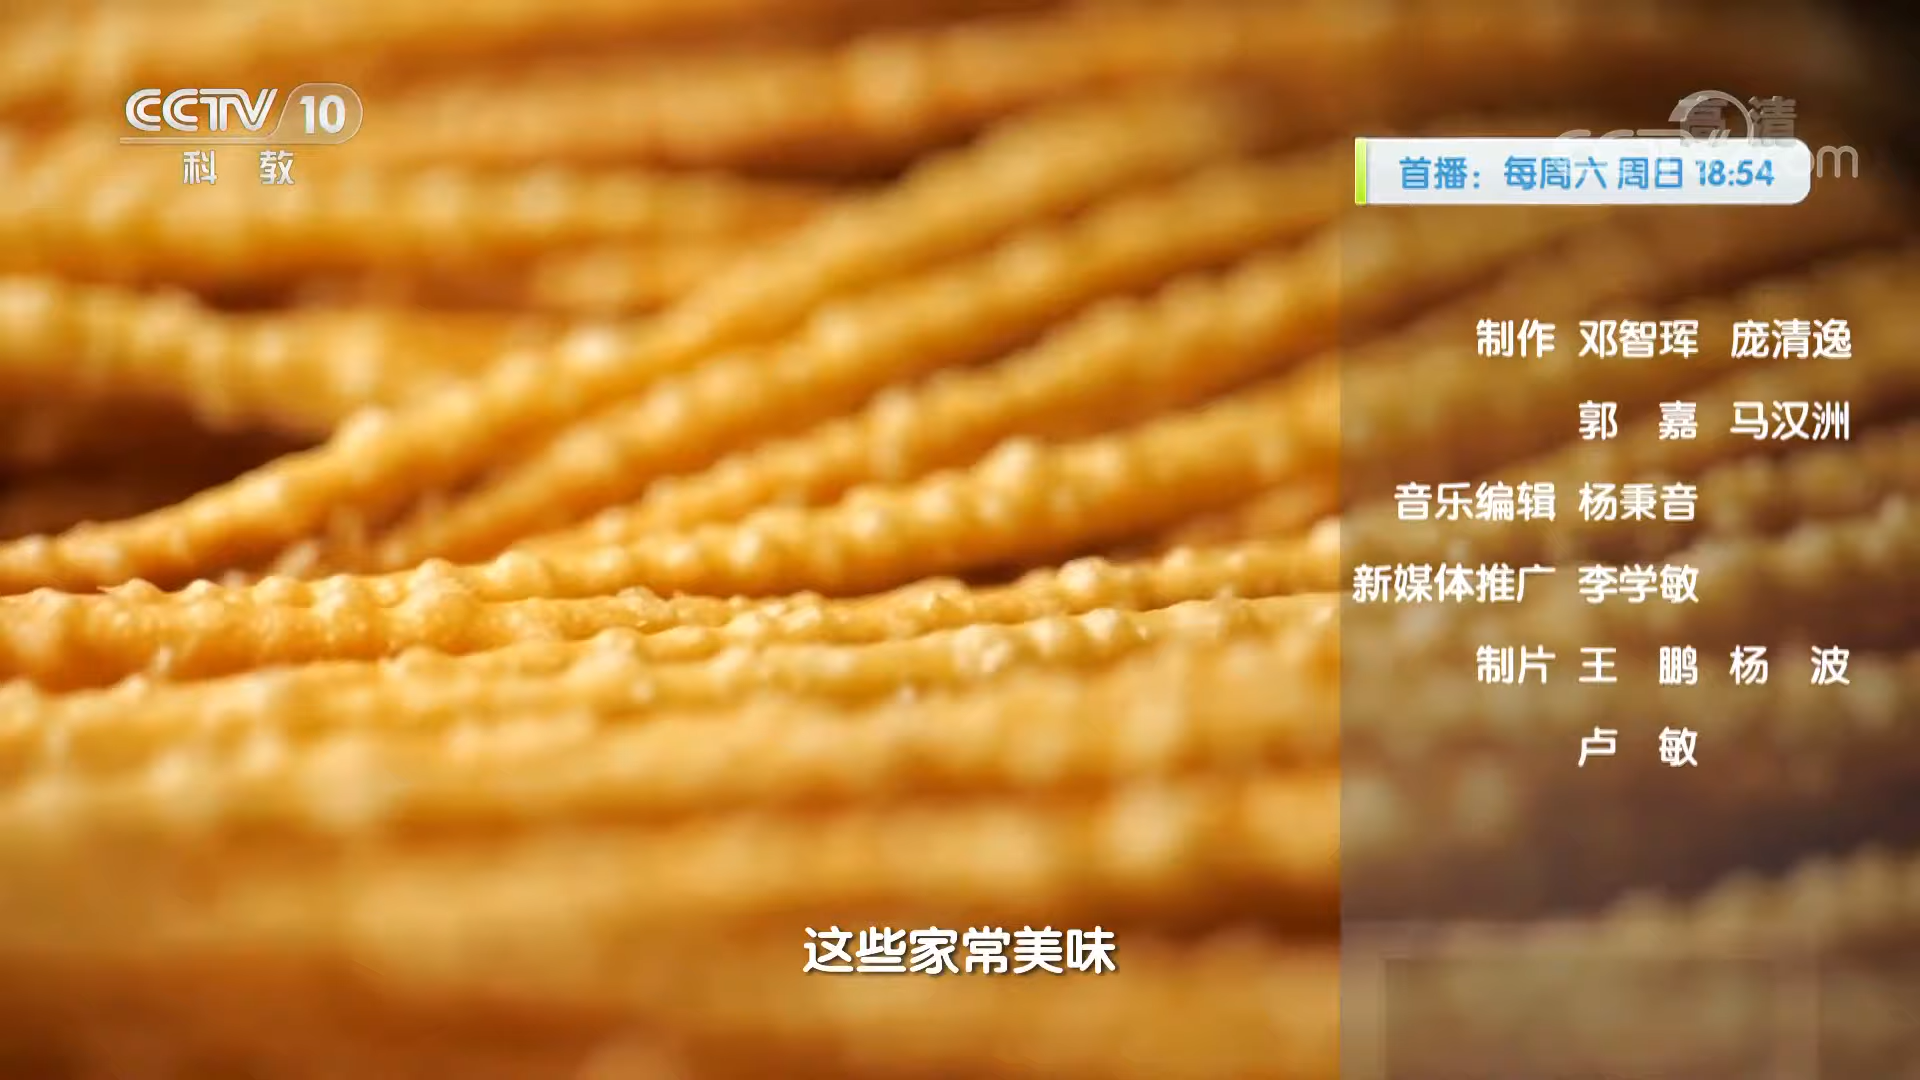 CCTV 10
科 教
高清
首播：每周六 周日 18:54
制作 邓智珲 庞清逸
郭 嘉 马汉洲
音乐编辑 杨秉音
新媒体推广 李学敏
制片 王 鹏 杨 波
卢 敏
这些家常美味